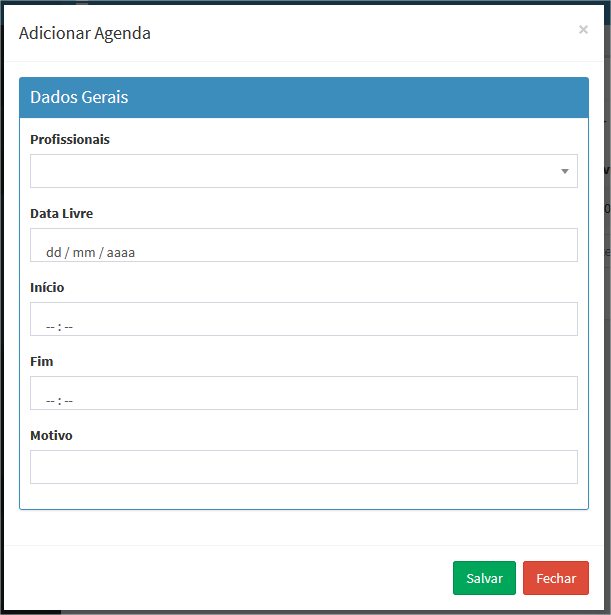 Adicionar Agenda
×
Dados Gerais
Profissionais
Data Livre
dd / mm / aaaa
Início
-- : --
Fim
-- : --
Motivo
Salvar
Fechar